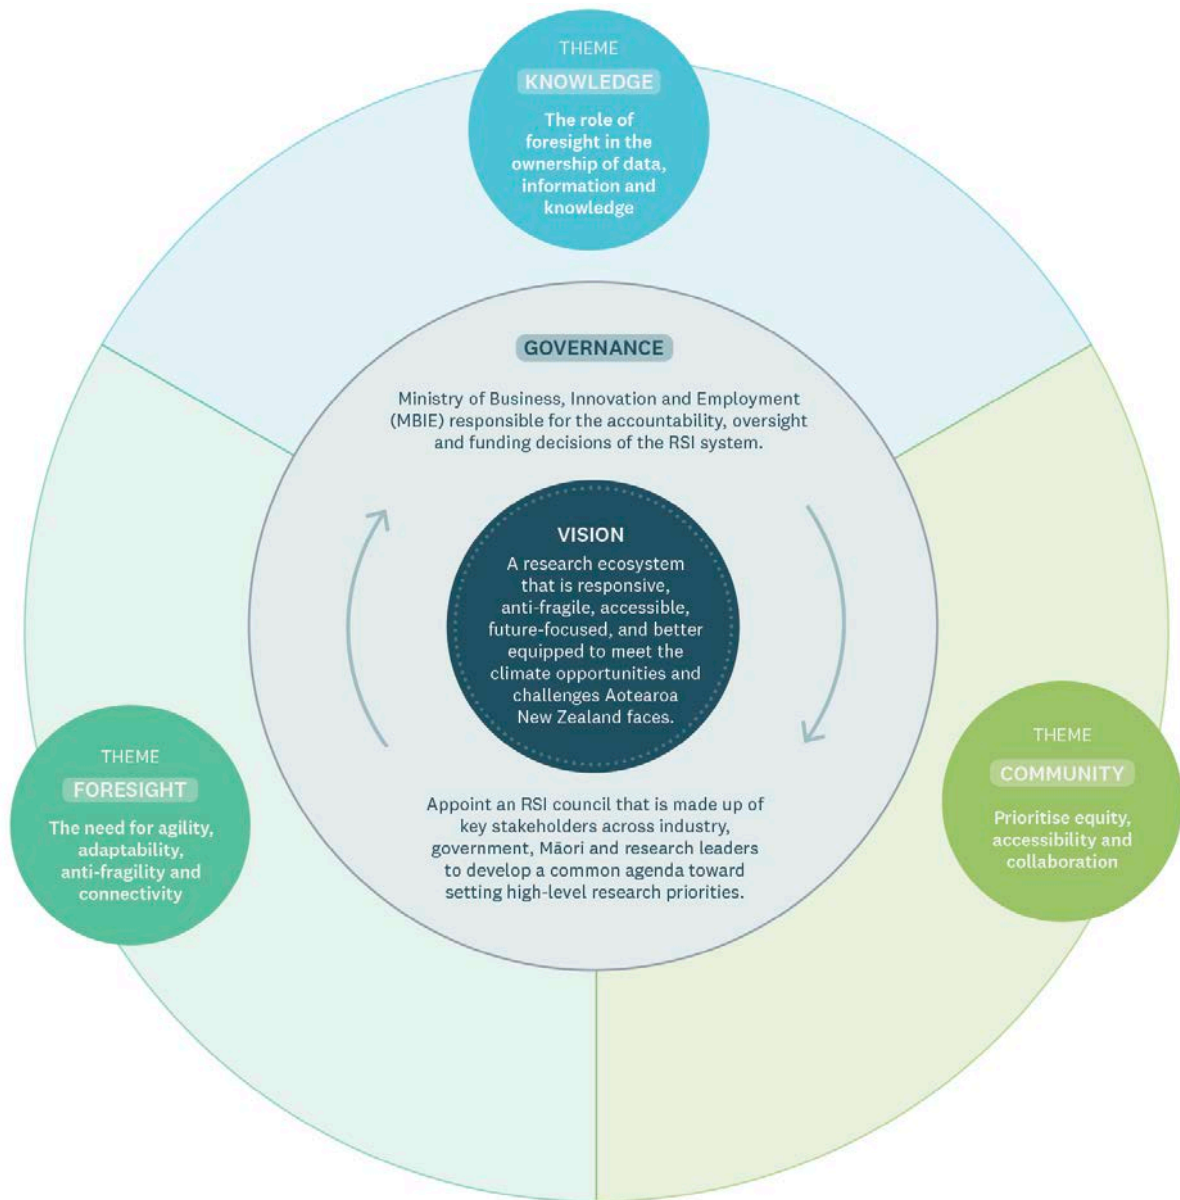 THEME
KNOWLEDGE
The role of
foresight in the
ownership of data,
information and
knowledge
GOVERNANCE
Ministry of Business, Innovation and Employment
(MBIE) responsible for the accountability, oversight
and funding decisions of the RSI system.
VISION
A research ecosystem
that is responsive,
anti-fragile, accessible,
future-focused, and better
equipped to meet the
climate opportunities and
challenges Aotearoa
New Zealand faces.
Appoint an RSI council that is made up of
key stakeholders across industry,
government, Māori and research leaders
to develop a common agenda toward
setting high-level research priorities.
THEME
FORESIGHT
The need for agility,
adaptability,
anti-fragility and
connectivity
THEME
COMMUNITY
Prioritise equity,
accessibility and
collaboration